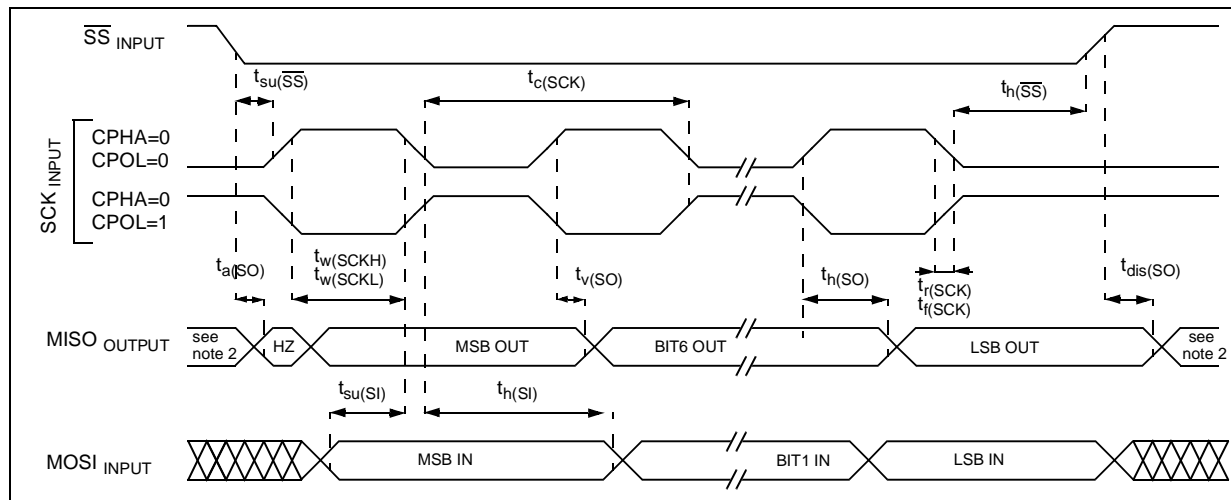 SS INPUT
tsu(SS)
tc(SCK)
th(SS)
SCK INPUT
CPHA=0
CPOL=0
CPHA=0
CPOL=1
ta(SO)
tw(SCKH)
tw(SCKL)
tv(SO)
th(SO)
tr(SCK)
tf(SCK)
tdis(SO)
MISO OUTPUT
see
note 2
HZ
MSB OUT
BIT6 OUT
LSB OUT
see
note 2
tsu(SI)
th(SI)
MOSI INPUT
MSB IN
BIT1 IN
LSB IN